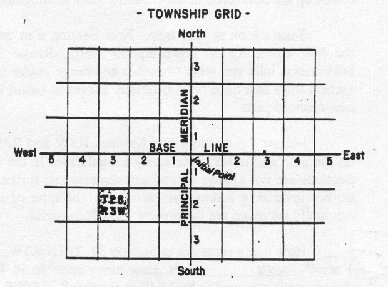 - TOWNSHIP GRID -
North
3
2
MERIDIAN
1
BASE LINE
West 5 4 3 2 1 1 2 3 4 5 East
Initial Point
1
PRINCIPAL
T.2S.
R.3W.
2
3
South